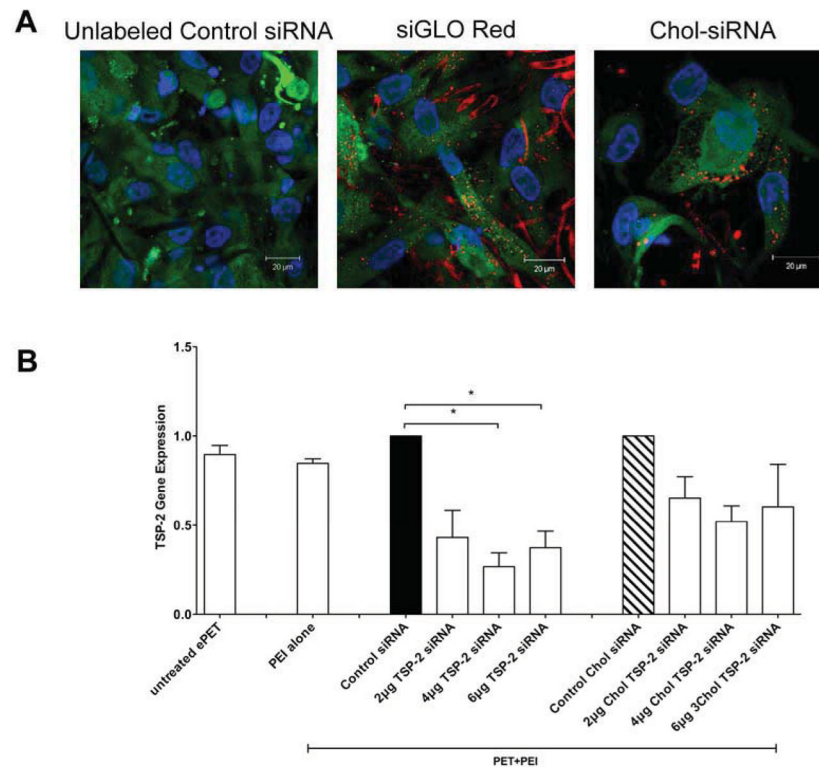 A
Unlabeled Control siRNA
siGLO Red
Chol-siRNA
20 µm
20 µm
20 µm
B
TSP-2 Gene Expression
1.5
1.0
0.5
0.0
*
*
untreated ePET
PEI alone
Control siRNA
2µg TSP-2 siRNA
4µg TSP-2 siRNA
6µg TSP-2 siRNA
Control Chol siRNA
2µg Chol TSP-2 siRNA
4µg Chol TSP-2 siRNA
6µg 3Chol TSP-2 siRNA
PET+PEI